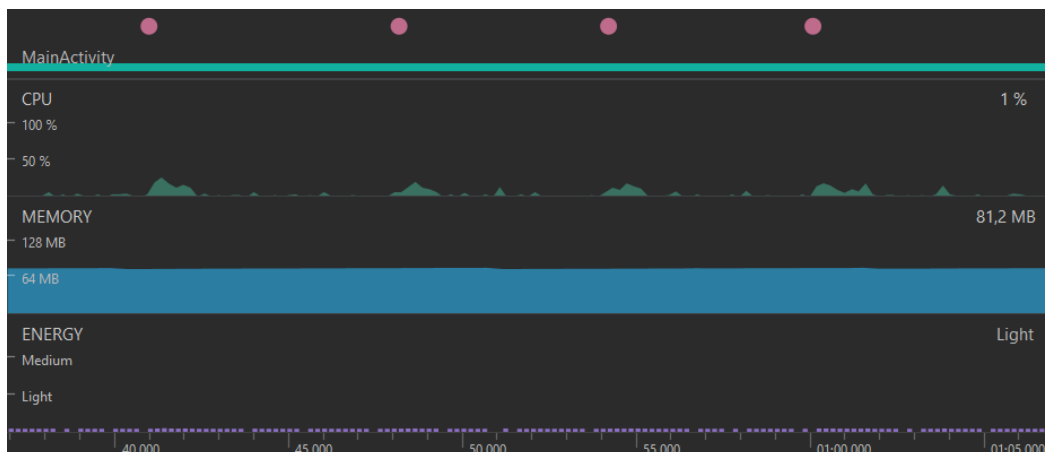 MainActivity
CPU 1 %
100 %
50 %
MEMORY 81,2 MB
128 MB
64 MB
ENERGY Light
Medium
Light
40.000 45.000 50.000 55.000 01:00.000 01:05.000